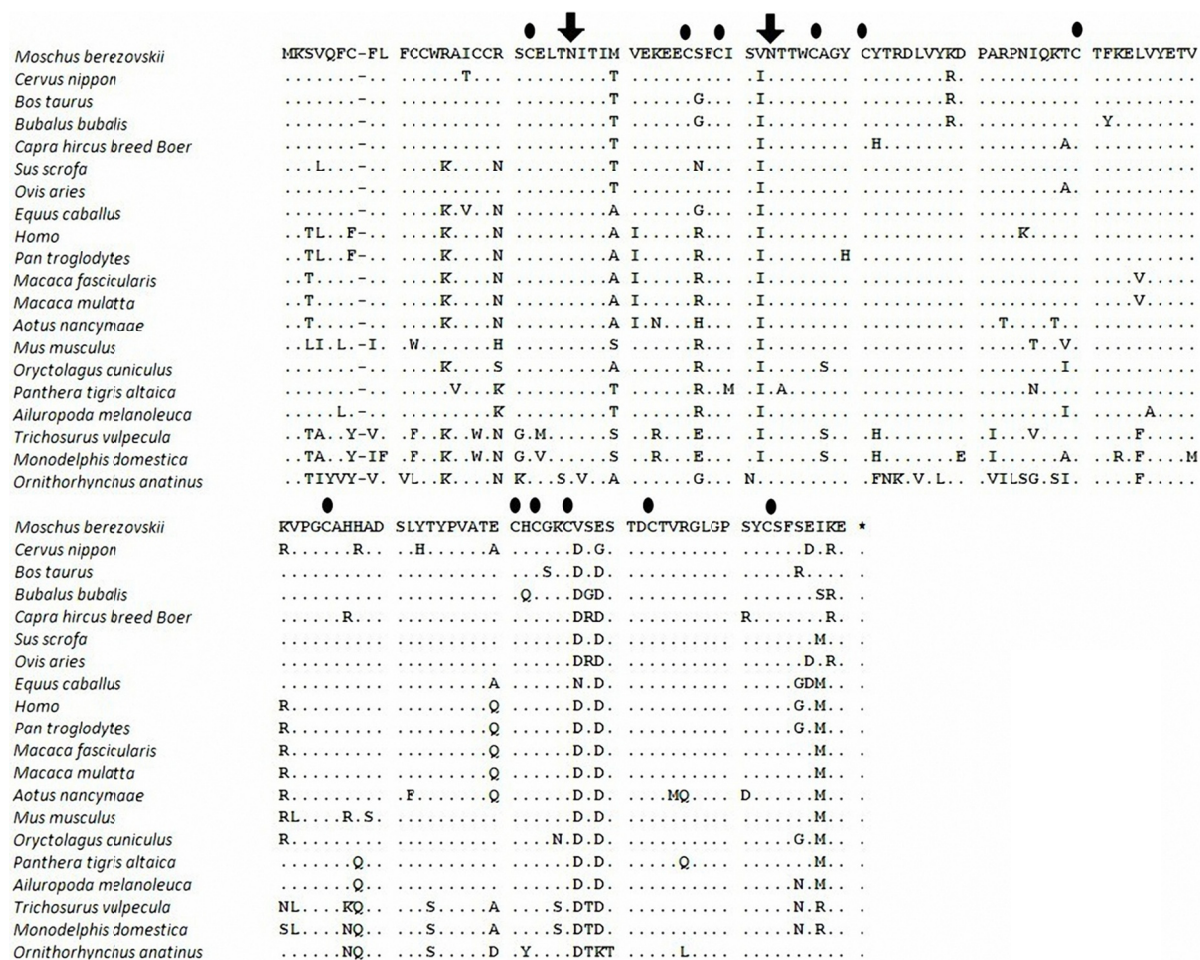 Moschus berezovskii MKSVQFC-FL FCCWRAICCR SCELTNITIM VEKEECSFCI SVNTTWCAGY CYTRDLVYKD PARPNIQKTC TFKELVYETV
Cervus nippon .......-.. ......T... .........T .......... .I........ ........R. .......... ..........
Bos taurus .......-.. .......... .........T ......G... .I........ ........R. .......... ..........
Bubalus bubalis .......-.. .......... .........T ......G... .I........ ........R. .......... .Y........
Capra hircus breed Boer .......-.. .......... .........T .......... .I........ .H........ ........A. ..........
Sus scrofa ...L...-.. ....K....N .........T ......N... .I........ .......... .......... ..........
Ovis aries .......-.. .......... .........T .......... .I........ .......... ........A. ..........
Equus caballus .......-.. ....K.V..N .........A ......G... .I........ .......... .......... ..........
Homo ..TL..F-.. ....K....N .........A I.....R... .I........ .......... ....K..... ..........
Pan troglodytes ..TL..F-.. ....K....N .........A I.....R... .I.......H .......... .......... ..........
Macaca fascicularis ..T....-.. ....K....N .........A I.....R... .I........ .......... .......... ....V.....
Macaca mulatta ..T....-.. ....K....N .........A I.....R... .I........ .......... .......... ....V.....
Aotus nancymaae ..T....-.. ....K....N .........A I.N...H... .I........ .......... ..T....T.. ..........
Mus musculus ..LI.L.-I. .W.......H .........S ......R... .I........ .......... .....T..V. ..........
Oryctolagus cuniculus .......-.. ....K....S .........A ......R... .I.....S.. .......... ........I. ..........
Panthera tigris altaica .......-.. .....V...K .........T ......R..M .I.A...... .......... .....N.... ..........
Ailuropoda melanoleuca .....L.-.. .........K .........T ......R... .I........ .......... ........I. .....A....
Trichosurus vulpecula ..TA..Y-V. .F..K..W.N G.M......S ..R...E... .I.....S.. .H........ .I...V.... ....F.....
Monodelphis domestica ..TA..Y-IF .F..K..W.N G.V......S ..R...E... .I.....S.. .H.......E .I...V..A. ..R.F....M
Ornithorhynchus anatinus ..TIYVY-V. VL..K....N K...S.V..A ......G... N......... .FNK.V.L.. .VILSG.SI. ....F.....
Moschus berezovskii KVPGCAHHAD SLYTYPVATE CHCGKCVSES TDCTVRGLGP SYCSFSEIKE *
Cervus nippon R......R.. ..H......A ......D.G. .......... ......D.R. .
Bos taurus .......... .......... ...S..D.D. .......... .....R.... .
Bubalus bubalis .......... .......... .Q....DGD. .......... .......SR. .
Capra hircus breed Boer ......R... .......... ......DRD. .......... R.......R. .
Sus scrofa .......... .......... ......D.D. .......... .......M.. .
Ovis aries .......... .......... ......DRD. .......... ......D.R. .
Equus caballus .......... .........A ......N.D. .......... .....GDM.. .
Homo R......... .........Q ......D.D. .......... .....G.M.. .
Pan troglodytes R......... .........Q ......D.D. .......... .....G.M.. .
Macaca fascicularis R......... .........Q ......D.D. .......... .......M.. .
Macaca mulatta R......... .........Q ......D.D. .......... .......M.. .
Aotus nancymaae R......... .F.......Q ......D.D. ....MQ.... D......M.. .
Mus musculus RL....R.S. .......... ......D.D. .......... .......M.. .
Oryctolagus cuniculus R......... .......... ....N.D.D. .......... .....G.M.. .
Panthera tigris altaica .......Q.. .......... ......D.D. .....Q.... .......M.. .
Ailuropoda melanoleuca .......Q.. .......... ......D.D. .......... .....N.M.. .
Trichosurus vulpecula NL....KQ.. ...S.....A ....S.DTD. .......... .....N.R.. .
Monodelphis domestica SL....NQ.. ...S.....A ....S.DTD. .......... .....N.R.. .
Ornithorhynchus anatinus ......NQ.. ...S.....D .Y....DTKT .....L.... .......... .